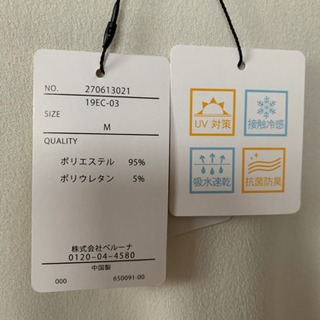 NO. 270613021
19EC-03
SIZE
M
QUALITY
ポリエステル 95%
ポリウレタン 5%
株式会社ベルーナ
0120-04-4580
中国製
000 650091-00
UV 対策
接触冷感
吸水速乾
抗菌防臭